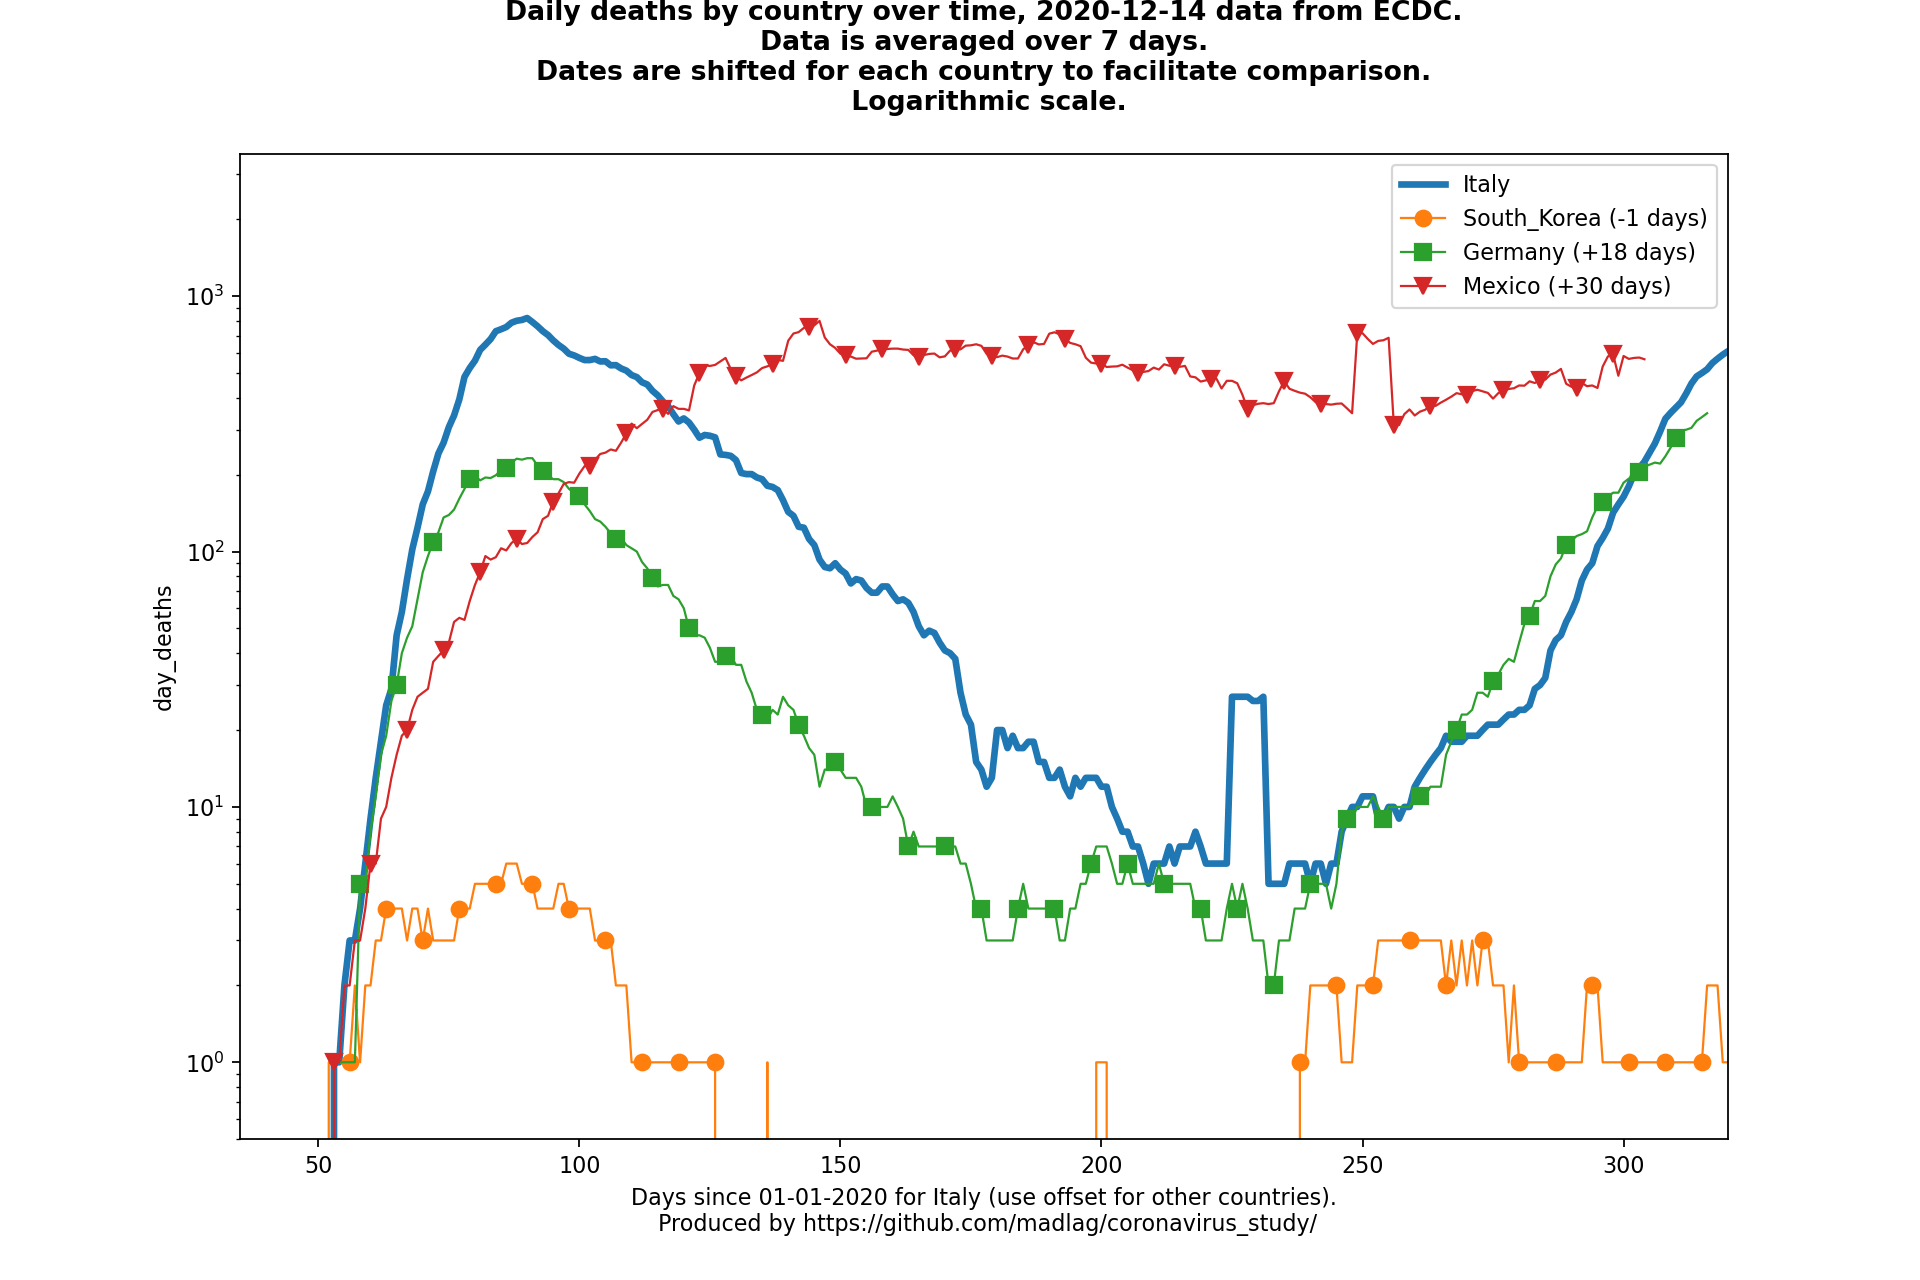 Daily deaths by country over time, 2020-12-14 data from ECDC.
Data is averaged over 7 days.
Dates are shifted for each country to facilitate comparison.
Logarithmic scale.
Italy
South_Korea (-1 days)
Germany (+18 days)
Mexico (+30 days)
10³
10²
10¹
10⁰
day_deaths
50 100 150 200 250 300
Days since 01-01-2020 for Italy (use offset for other countries).
Produced by https://github.com/madlag/coronavirus_study/